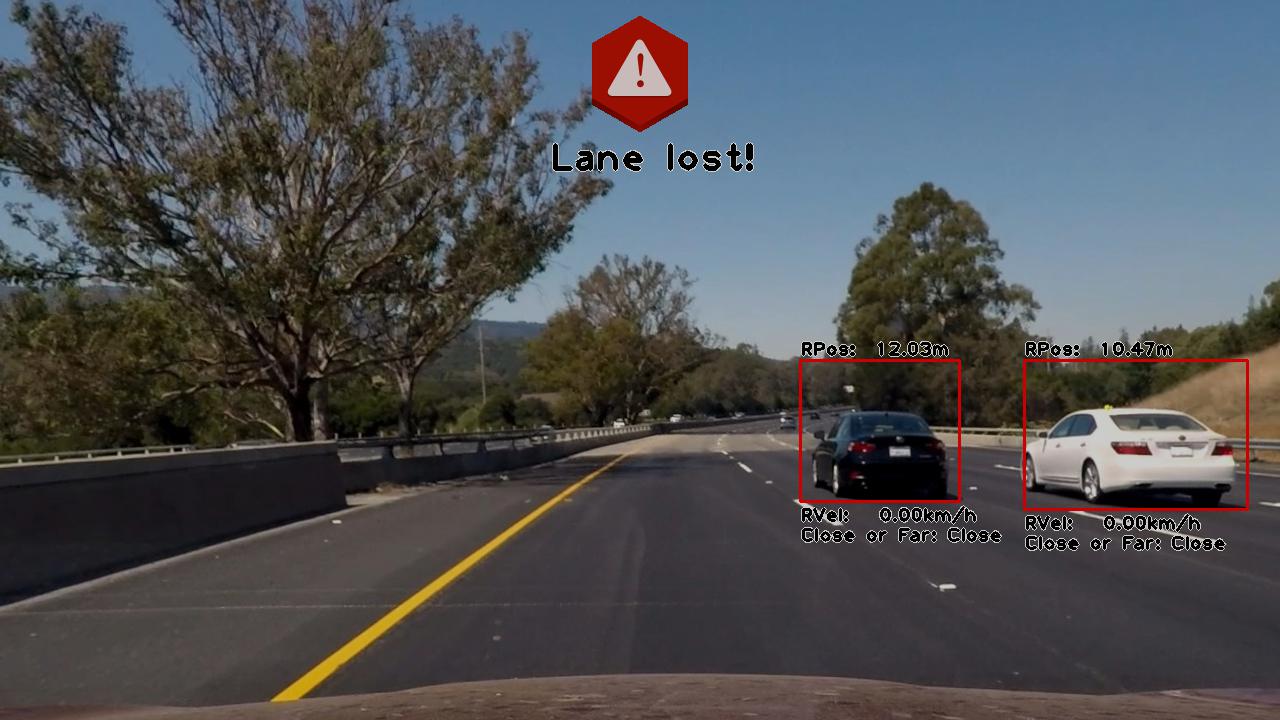 !
Lane lost!
RPos: 12.03m
RVel: 0.00km/h
Close or Far: Close
RPos: 10.47m
RVel: 0.00km/h
Close or Far: Close